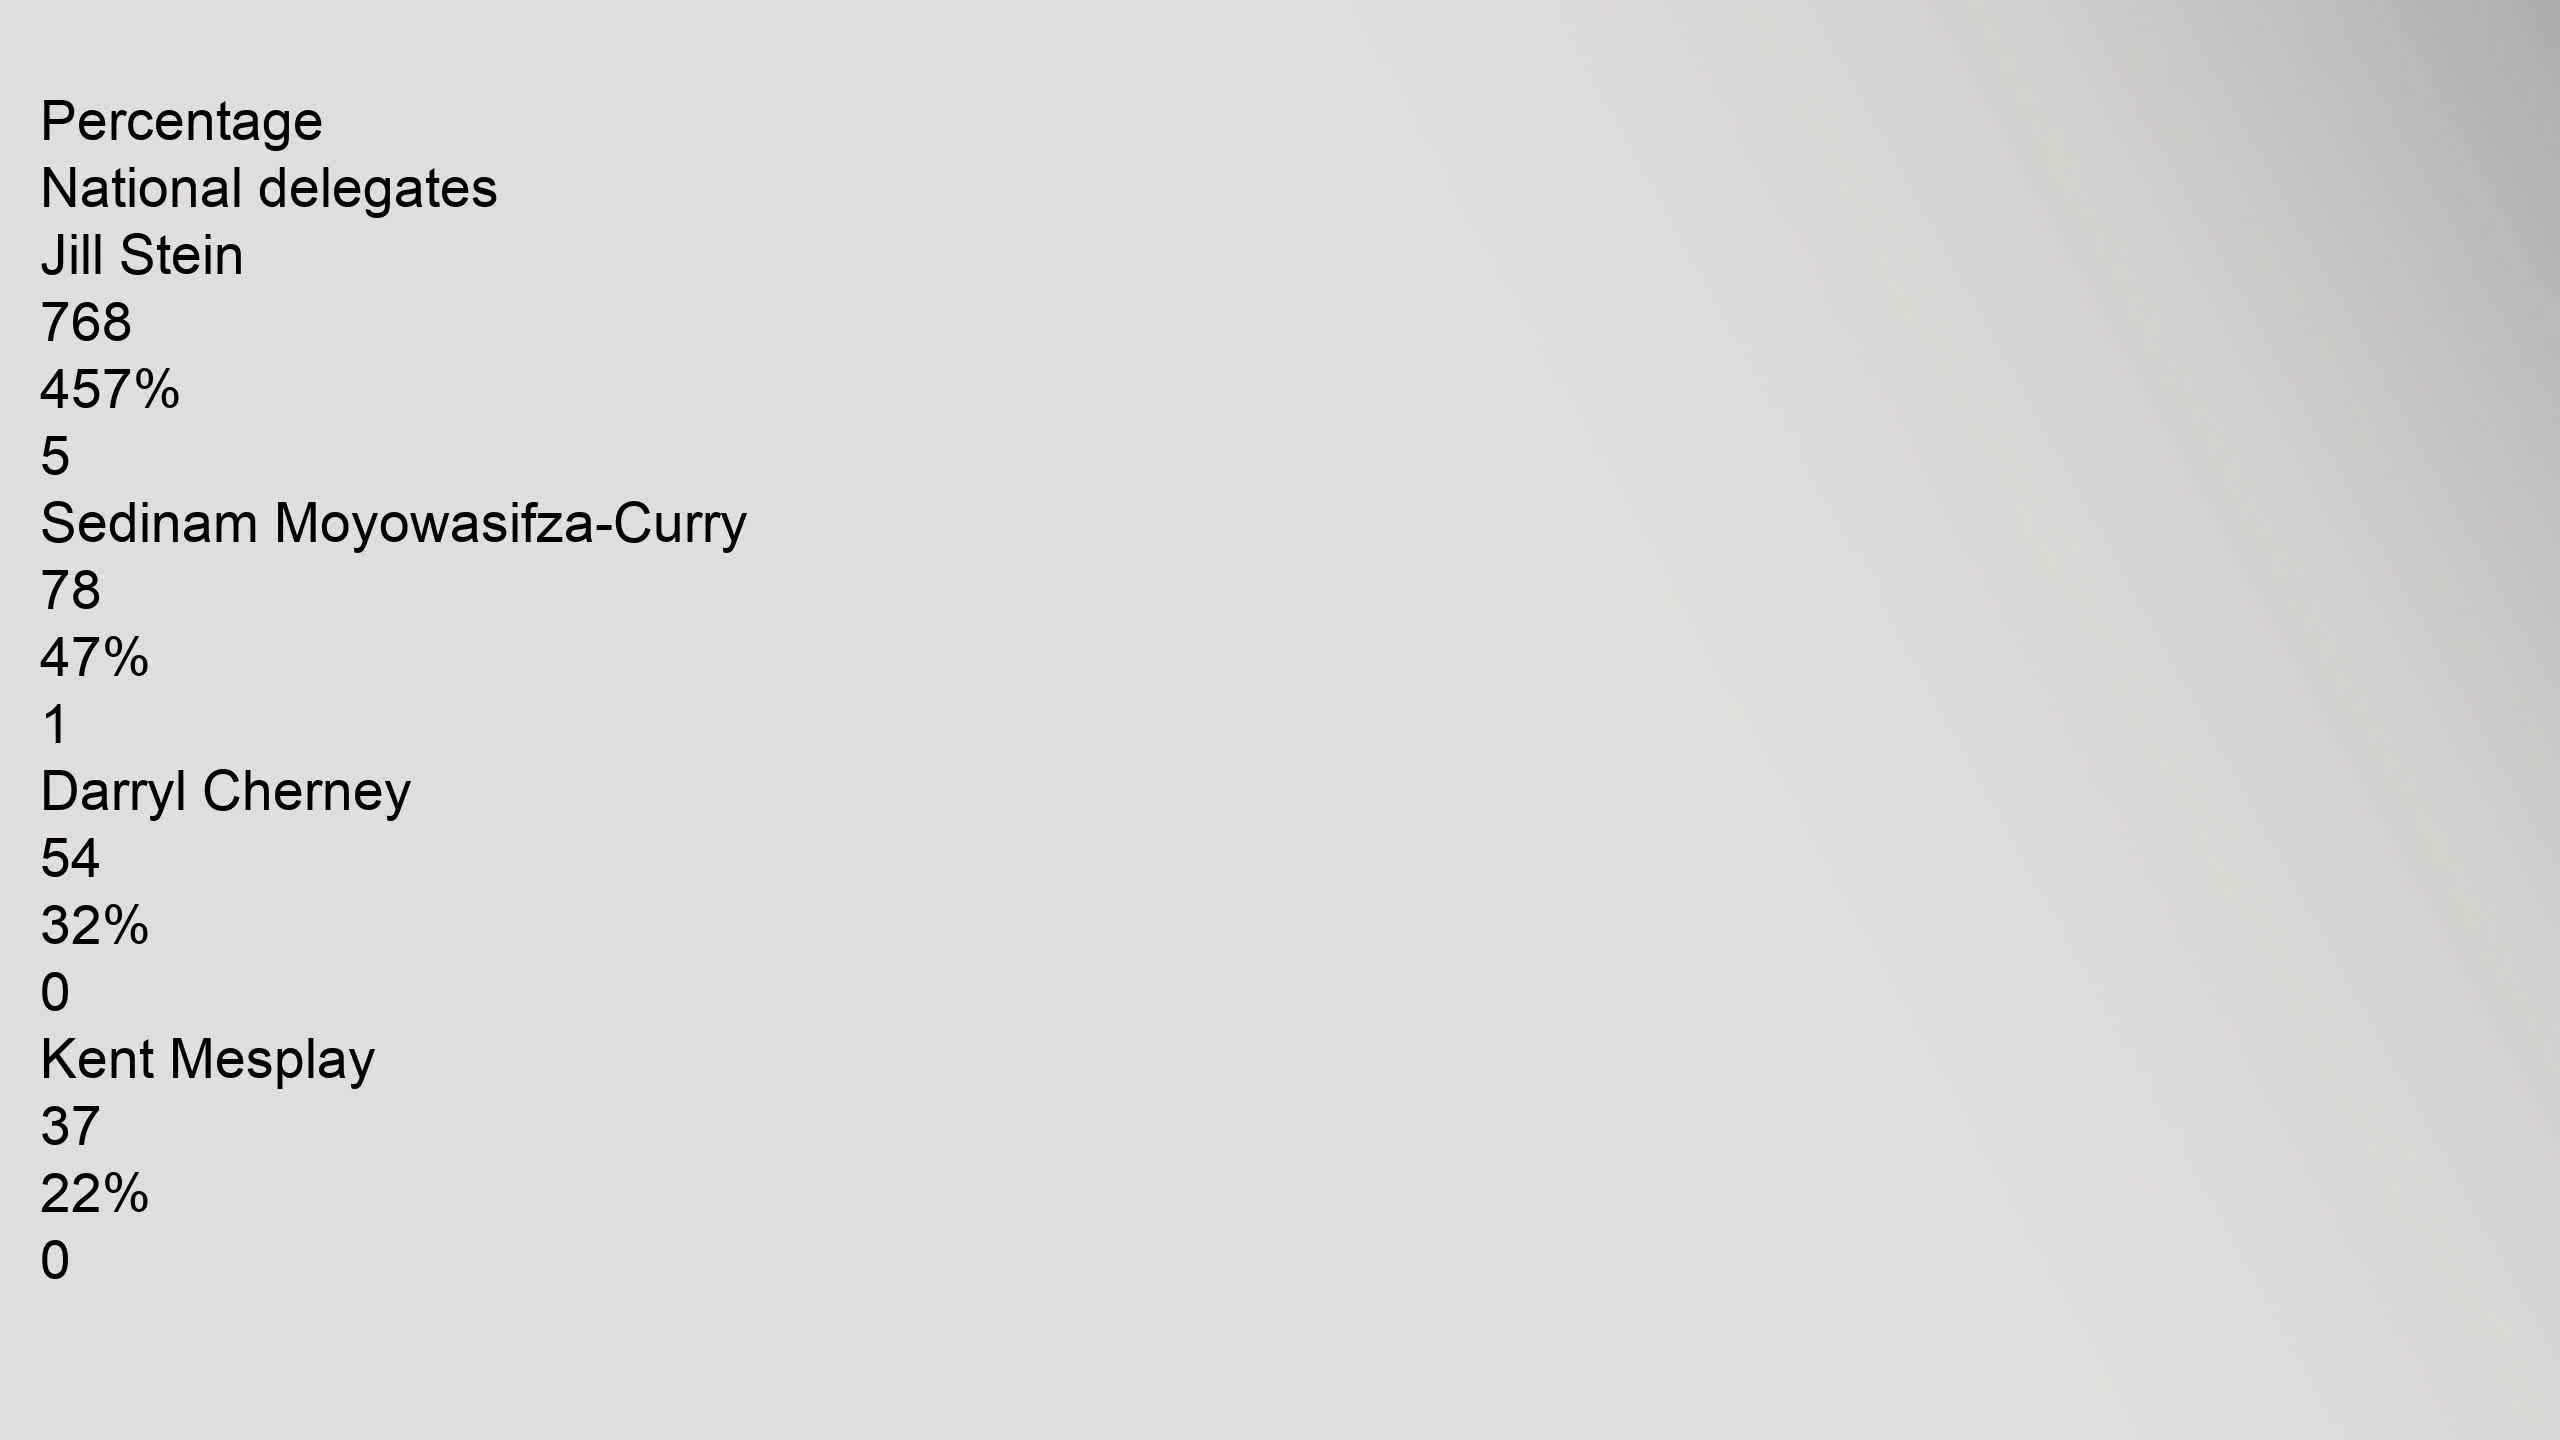 Percentage
National delegates
Jill Stein
768
457%
5
Sedinam Moyowasifza-Curry
78
47%
1
Darryl Cherney
54
32%
0
Kent Mesplay
37
22%
0